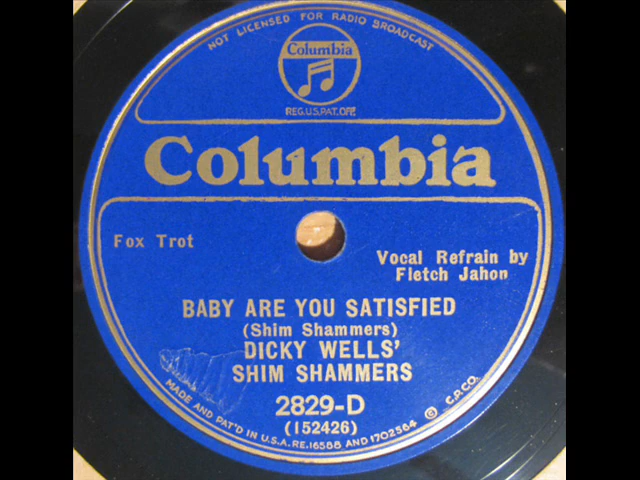 NOT LICENSED FOR RADIO BROADCAST
Columbia
REG.U.S.PAT.OFF.
Columbia
Fox Trot
Vocal Refrain by
Fletch Jahon
BABY ARE YOU SATISFIED
(Shim Shammers)
DICKY WELLS'
SHIM SHAMMERS
2829-D
(152426)
MADE AND PAT'D IN U.S.A. RE.16588 AND 1702564 © C.P.CO.